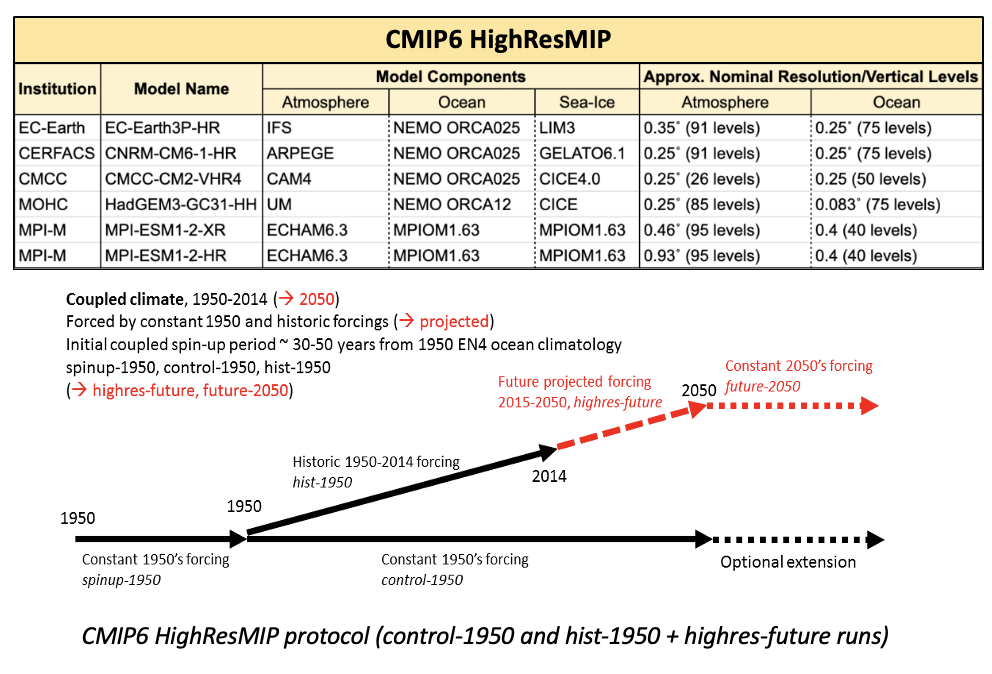 CMIP6 HighResMIP
Institution Model Name Model Components Approx. Nominal Resolution/Vertical Levels
Atmosphere Ocean Sea-Ice Atmosphere Ocean
EC-Earth EC-Earth3P-HR IFS NEMO ORCA025 LIM3 0.35° (91 levels) 0.25° (75 levels)
CERFACS CNRM-CM6-1-HR ARPEGE NEMO ORCA025 GELATO6.1 0.25° (91 levels) 0.25° (75 levels)
CMCC CMCC-CM2-VHR4 CAM4 NEMO ORCA025 CICE4.0 0.25° (26 levels) 0.25 (50 levels)
MOHC HadGEM3-GC31-HH UM NEMO ORCA12 CICE 0.25° (85 levels) 0.083° (75 levels)
MPI-M MPI-ESM1-2-XR ECHAM6.3 MPIOM1.63 MPIOM1.63 0.46° (95 levels) 0.4 (40 levels)
MPI-M MPI-ESM1-2-HR ECHAM6.3 MPIOM1.63 MPIOM1.63 0.93° (95 levels) 0.4 (40 levels)
Coupled climate, 1950-2014 (→ 2050)
Forced by constant 1950 and historic forcings (→ projected)
Initial coupled spin-up period ~ 30-50 years from 1950 EN4 ocean climatology
spinup-1950, control-1950, hist-1950
(→ highres-future, future-2050)
Future projected forcing
2015-2050, highres-future
2050
Constant 2050's forcing
future-2050
Historic 1950-2014 forcing
hist-1950
2014
1950
1950
Constant 1950's forcing
spinup-1950
Constant 1950's forcing
control-1950
Optional extension
CMIP6 HighResMIP protocol (control-1950 and hist-1950 + highres-future runs)